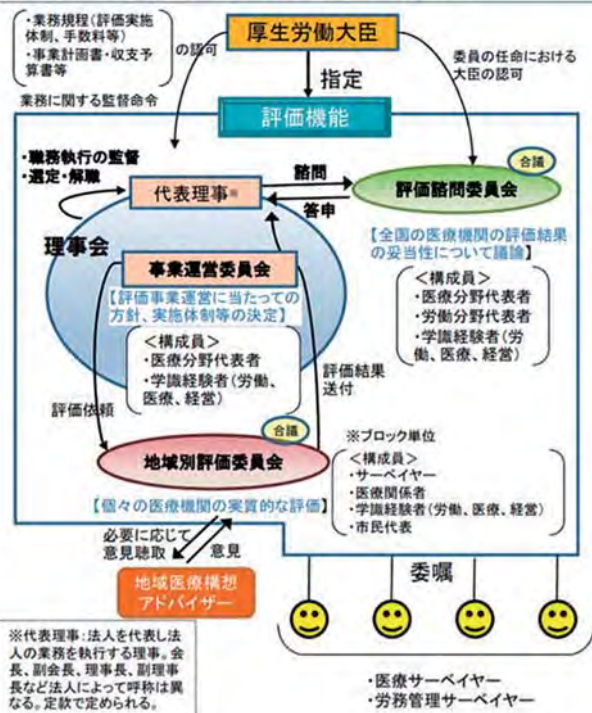 ・業務規程(評価実施
体制、手数料等)
・事業計画書・収支予
算書等
の認可
厚生労働大臣
委員の任命における
大臣の認可
指定
業務に関する監督命令
評価機能
・職務執行の監督
・選定・解職
代表理事※
諮問
答申
合議
評価諮問委員会
理事会
【全国の医療機関の評価結果
の妥当性について議論】
事業運営委員会
【評価事業運営に当たっての
方針、実施体制等の決定】
<構成員>
・医療分野代表者
・労働分野代表者
・学識経験者(労
働、医療、経営)
<構成員>
・医療分野代表者
・学識経験者(労働、
医療、経営)
評価結果
送付
評価依頼
合議
地域別評価委員会
※ブロック単位
<構成員>
・サーベイヤー
・医療関係者
・学識経験者(労働、医療、経営)
・市民代表
【個々の医療機関の実質的な評価】
必要に応じて
意見聴取
意見
委嘱
地域医療構想
アドバイザー
※代表理事:法人を代表し法
人の業務を執行する理事。会
長、副会長、理事長、副理事
長など法人によって呼称は異
なる。定款で定められる。
・医療サーベイヤー
・労務管理サーベイヤー